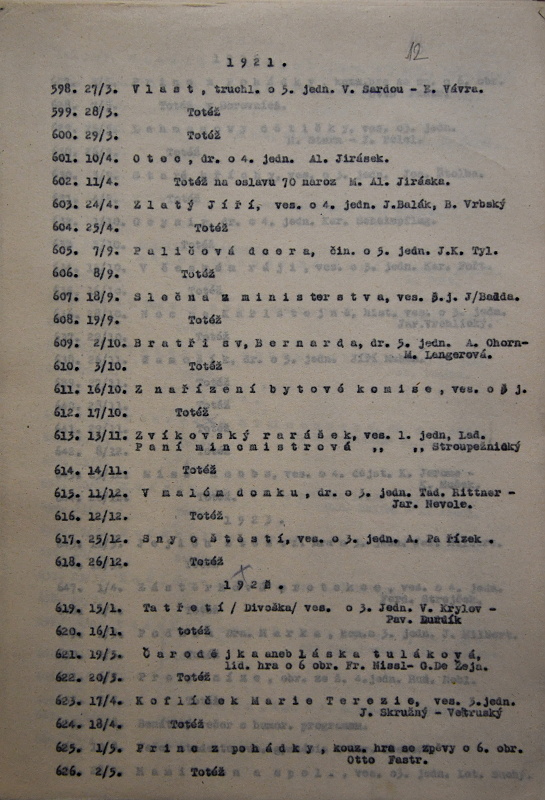 12
1921.
598. 27/3. Vlast, truchl. o 5. jedn. V. Sardou - E. Vávra.
599. 28/3. Totéž
600. 29/3. Totéž
601. 10/4. Otec, dr. o 4. jedn. Al. Jirásek.
602. 11/4. Totéž na oslavu 70 naroz M. Al. Jiráska.
603. 24/4. Zlatý Jiří, ves. o 4. jedn. J.Balák, B. Vrbský
604. 25/4. Totéž
605. 7/9. Paličova dcera, čin. o 5. jedn. J.K. Tyl.
606. 8/9. Totéž
607. 18/9. Slečna z ministerstva, ves. 3.j. J/Balda.
608. 19/9. Totéž
609. 2/10. Bratři sv, Bernarda, dr. 5. jedn. A. Ohorn-
M. Langerová.
610. 3/10. Totéž
611. 16/10. Z nařízení bytové komise, ves. o 3 j.
612. 17/10. Totéž
613. 13/11. Zvíkovský rarášek, ves. 1. jedn, Lad.
Paní mincmistrová ,, ,, Stroupežnický
614. 14/11. Totéž
615. 11/12. V malém domku, dr. o 3. jedn. Tad. Rittner -
Jar. Nevole.
616. 12/12. Totéž
617. 25/12. Sny o štěstí, ves. o 3. jedn. A. Pařízek.
618. 26/12. Totéž
1922.
619. 15/1. Ta třetí / Divoška/ ves. o 3. Jedn. V. Krylov -
Pav. Durdík
620. 16/1. totéž
621. 19/3. Čarodějka aneb láska tuláková,
lid. hra o 6 obr. Fr. Nissl- G.De Žeja.
622. 20/3. Totéž
623. 17/4. Koflíček Marie Terezie, ves. 3.jedn.
J. Skružný - Vetruský
624. 18/4. Totéž
625. 1/5. Princ z pohádky, kouz. hra se zpěvy o 6. obr.
Otto Fastr.
626. 2/5. Totéž